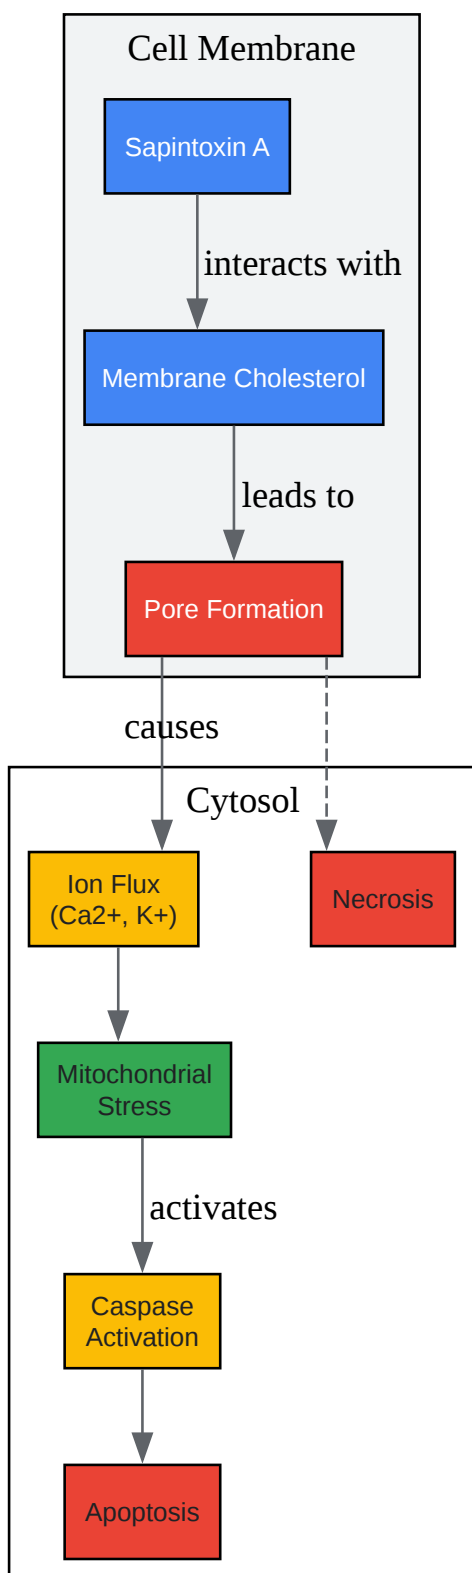 Cell Membrane
Sapintoxin A
interacts with
Membrane Cholesterol
leads to
Pore Formation
causes
Cytosol
Ion Flux
(Ca2+, K+)
Necrosis
Mitochondrial
Stress
activates
Caspase
Activation
Apoptosis